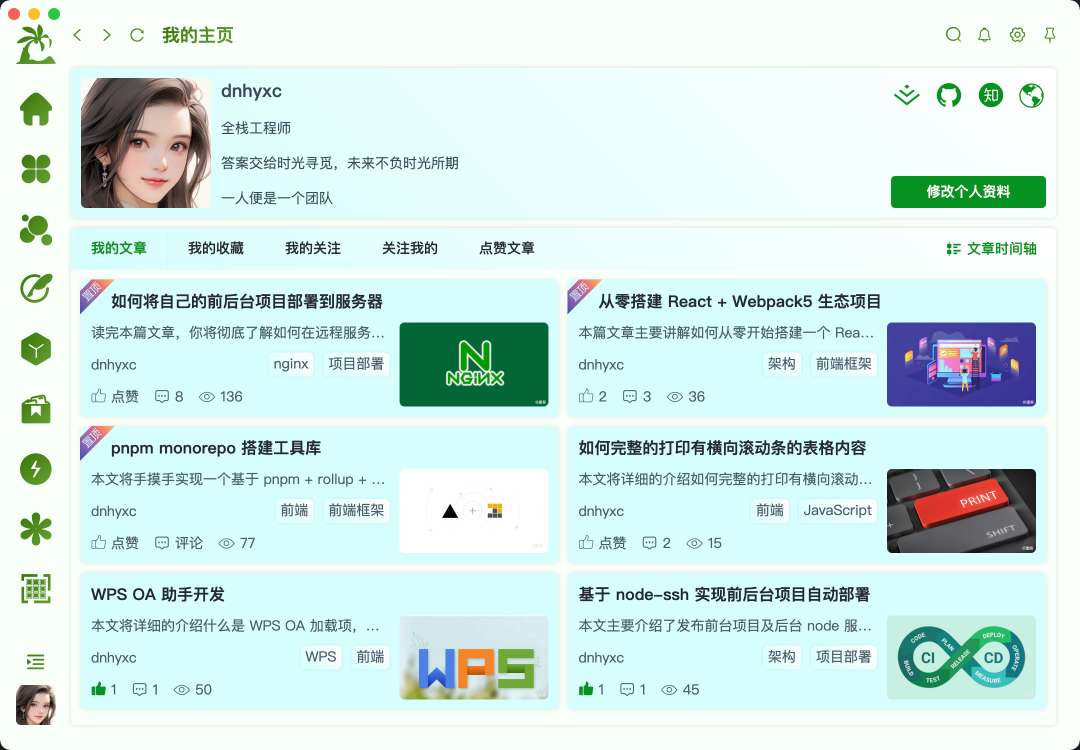 我的主页
dnhyxc
全栈工程师
答案交给时光寻觅，未来不负时光所期
一人便是一个团队
知
修改个人资料
我的文章 我的收藏 我的关注 关注我的 点赞文章 文章时间轴
置顶
如何将自己的前后台项目部署到服务器
读完本篇文章，你将彻底了解如何在远程服务…
dnhyxc nginx 项目部署
点赞 8 136
NGINX
置顶
从零搭建 React + Webpack5 生态项目
本篇文章主要讲解如何从零开始搭建一个 Rea…
dnhyxc 架构 前端框架
2 3 36
置顶
pnpm monorepo 搭建工具库
本文将手摸手实现一个基于 pnpm + rollup + …
dnhyxc 前端 前端框架
点赞 评论 77
如何完整的打印有横向滚动条的表格内容
本文将详细的介绍如何完整的打印有横向滚动…
dnhyxc 前端 JavaScript
点赞 2 15
PRINT
SHIFT
WPS OA 助手开发
本文将详细的介绍什么是 WPS OA 加载项，…
dnhyxc WPS 前端
1 1 50
WPS
基于 node-ssh 实现前后台项目自动部署
本文主要介绍了发布前台项目及后台 node 服…
dnhyxc 架构 项目部署
1 1 45
CODE PLAN BUILD TEST CI RELEASE CD DEPLOY OPERATE MEASURE